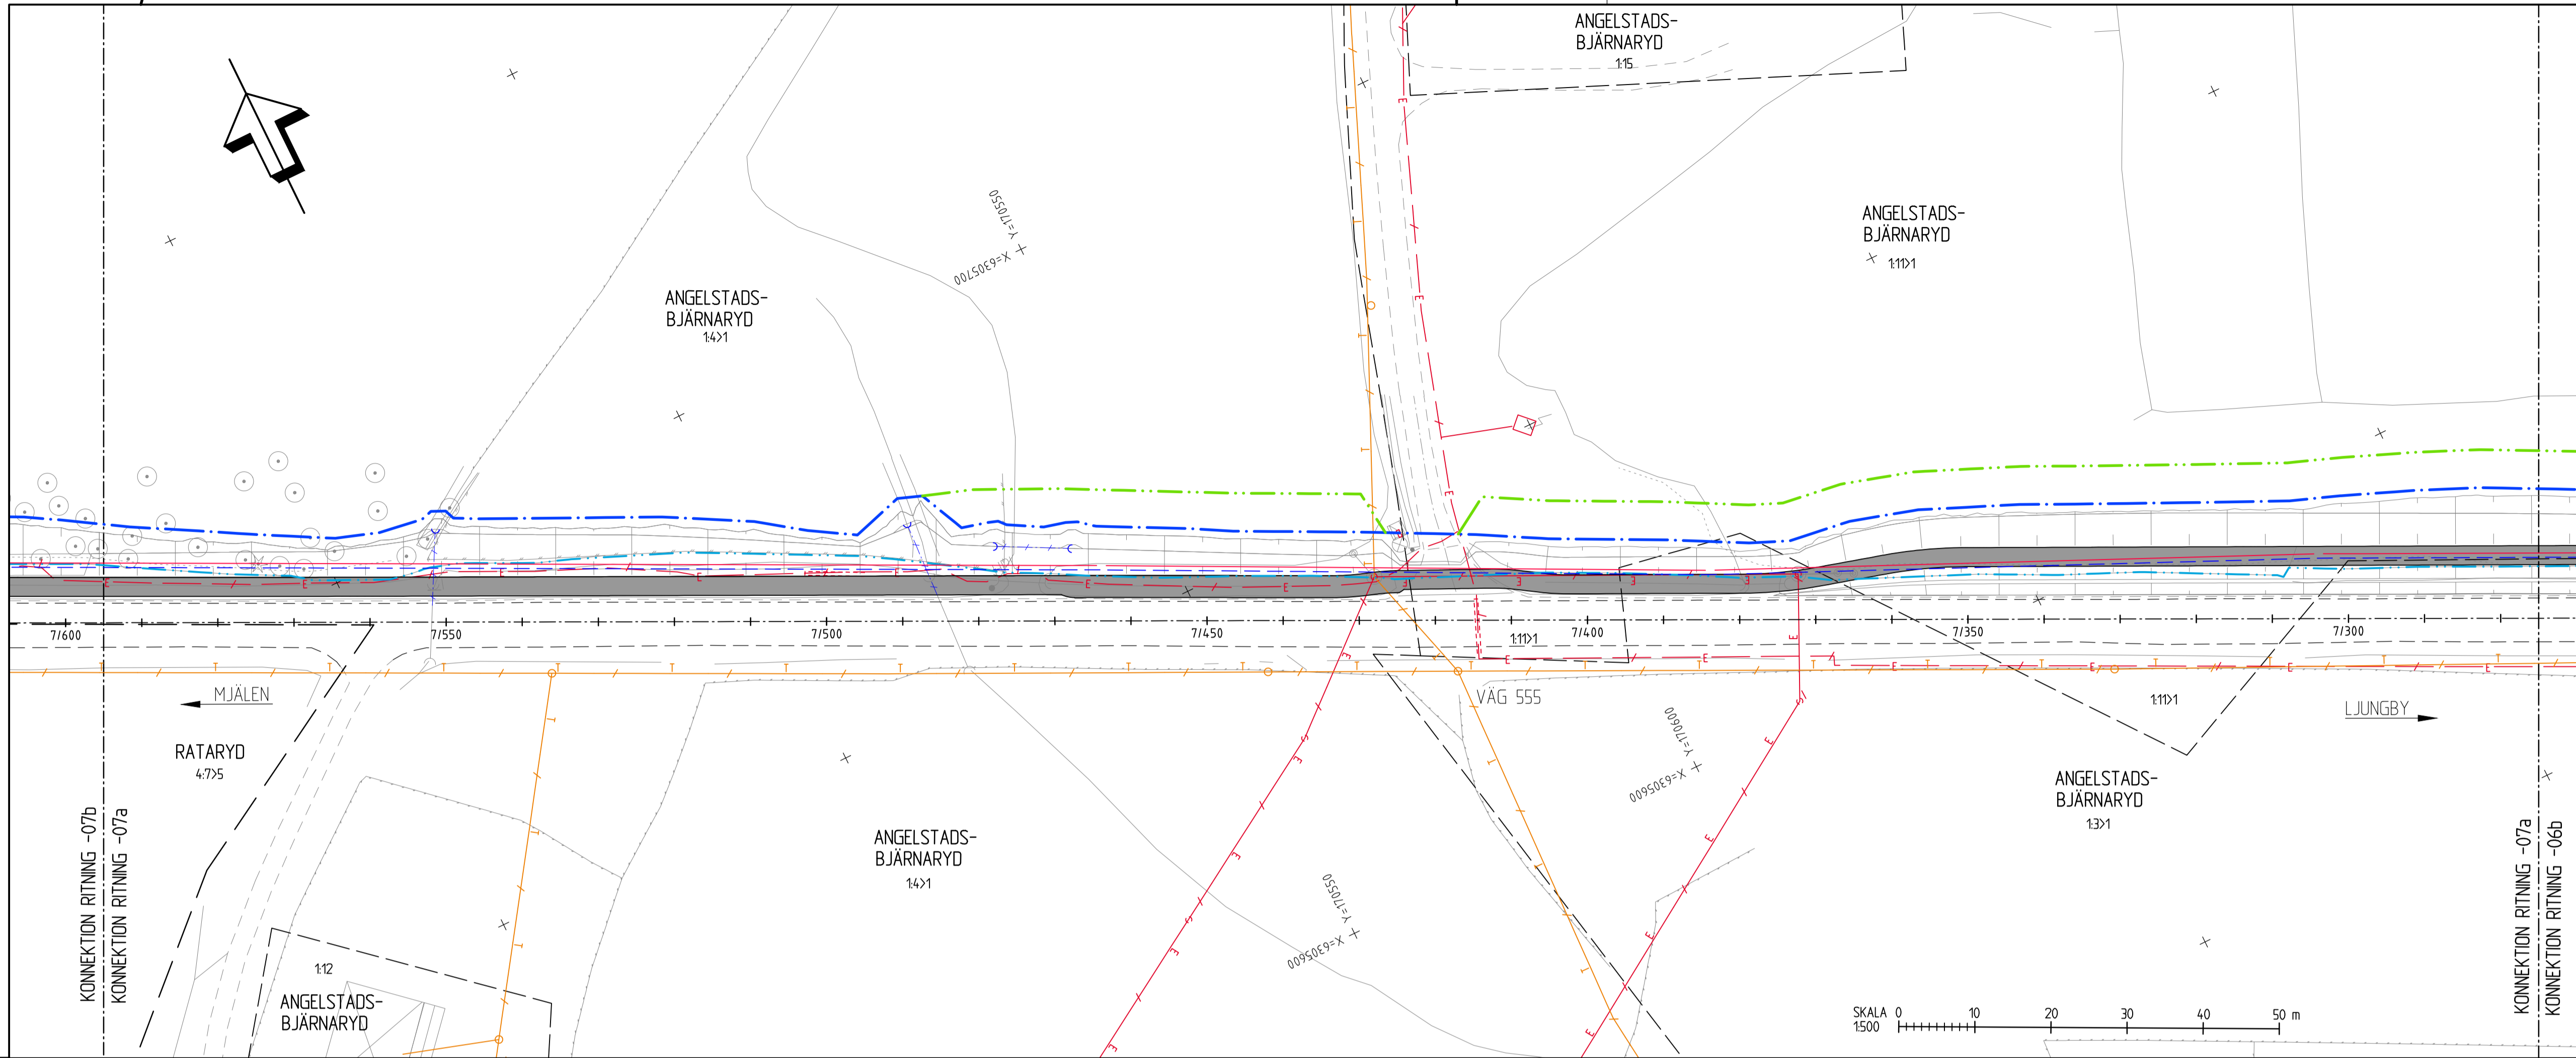 ANGELSTADS-
BJÄRNARYD
1:15
ANGELSTADS-
BJÄRNARYD
1:11>1
Y=170550
X=6305700
ANGELSTADS-
BJÄRNARYD
1:4>1
7/600
7/550
7/500
7/450
7/400
7/350
7/300
1:11>1
MJÄLEN
VÄG 555
1:11>1
LJUNGBY
RATARYD
4:7>5
Y=170600
X=6305600
ANGELSTADS-
BJÄRNARYD
1:3>1
ANGELSTADS-
BJÄRNARYD
1:4>1
Y=170550
X=6305600
KONNEKTION RITNING -07b
KONNEKTION RITNING -07a
KONNEKTION RITNING -07a
KONNEKTION RITNING -06b
1:12
ANGELSTADS-
BJÄRNARYD
SKALA
1:500
0 10 20 30 40 50 m